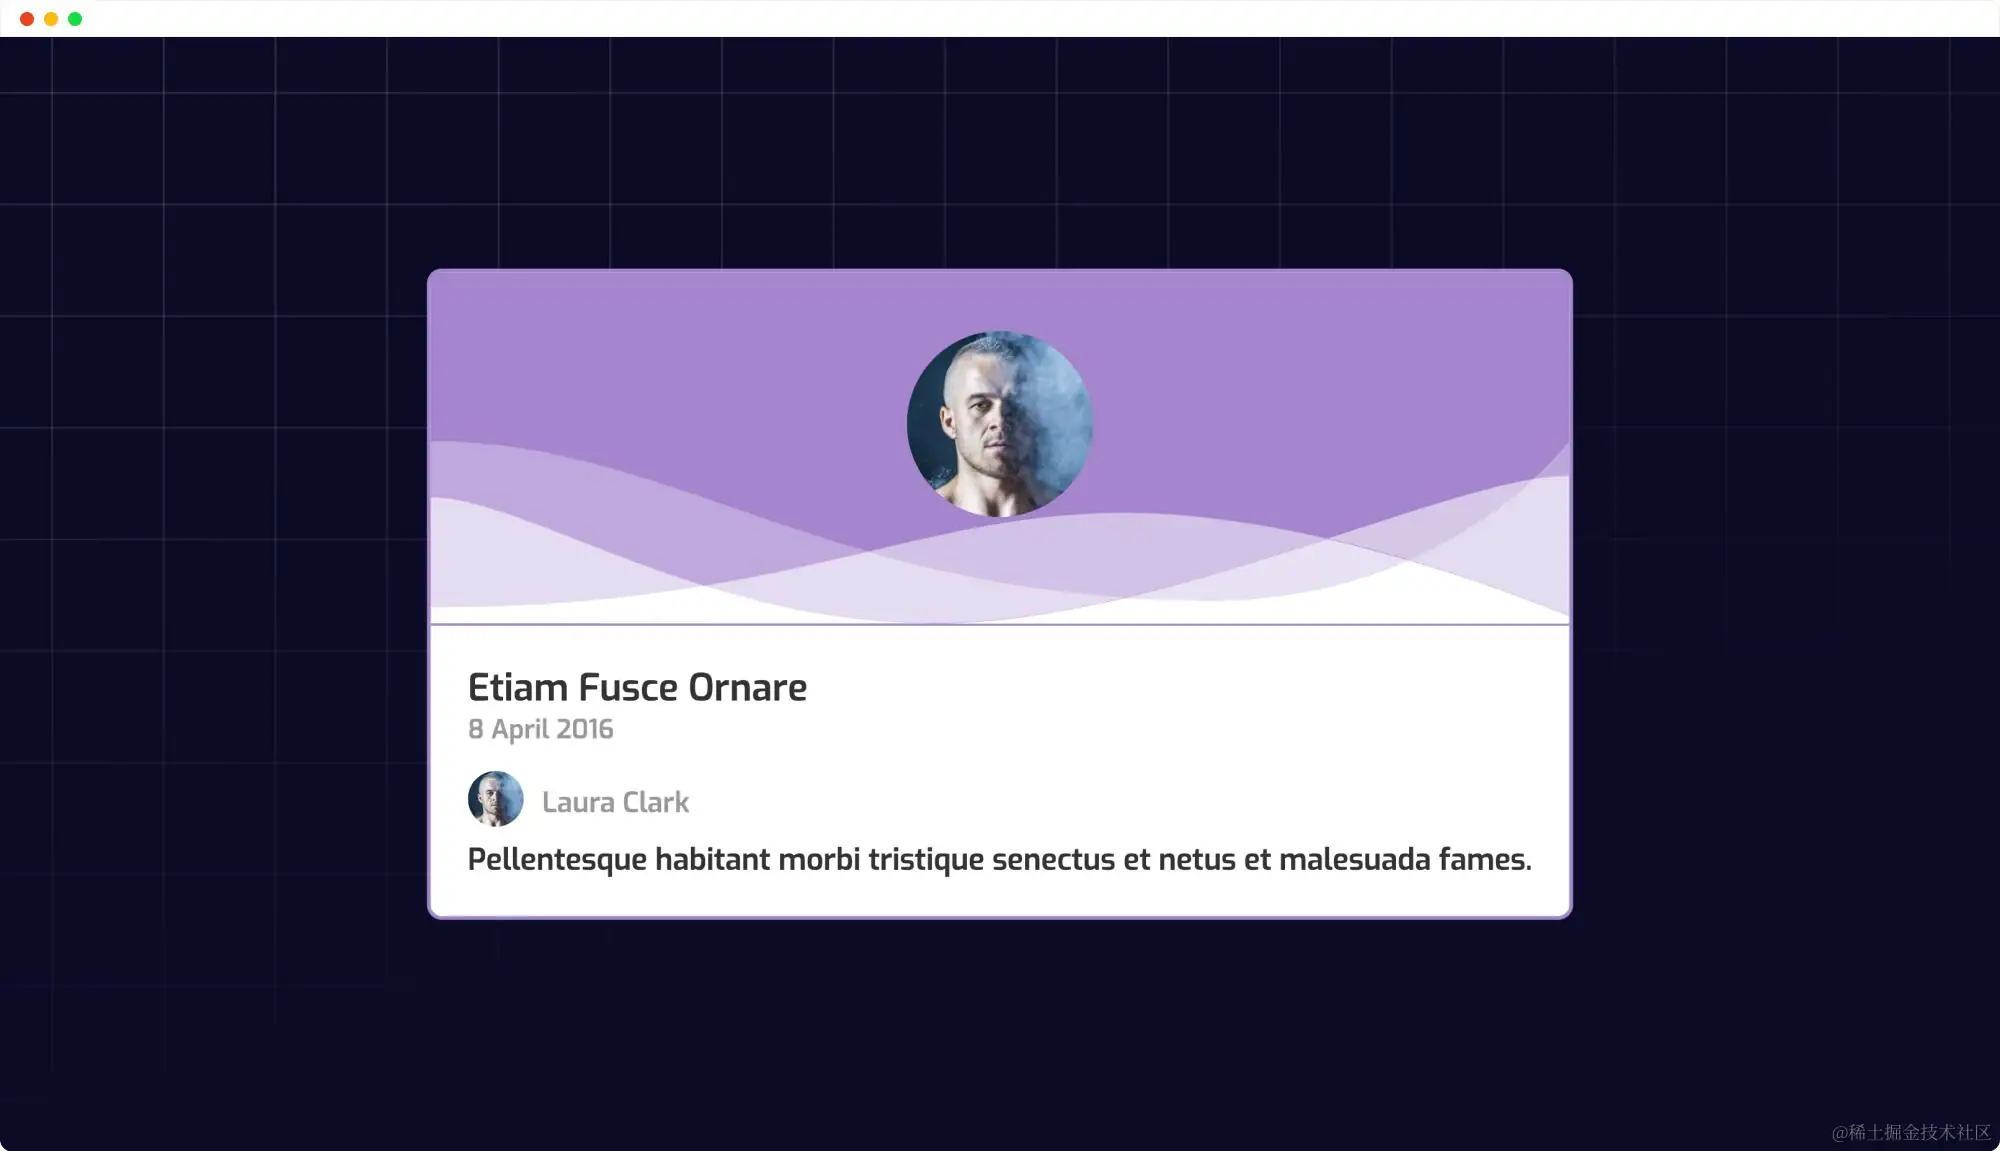 Etiam Fusce Ornare
8 April 2016
Laura Clark
Pellentesque habitant morbi tristique senectus et netus et malesuada fames.
@稀土掘金技术社区